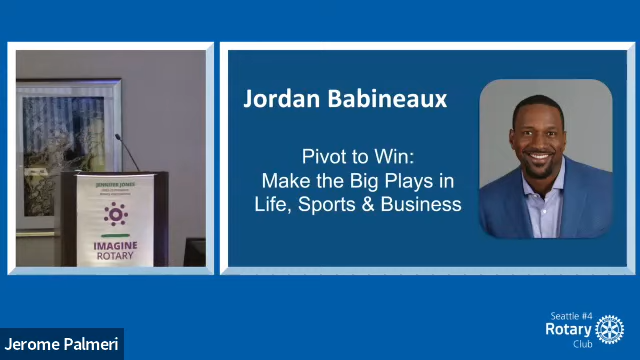 Jordan Babineaux
Pivot to Win:
Make the Big Plays in
Life, Sports & Business
IMAGINE
ROTARY
Seattle #4
Rotary
Club
Jerome Palmeri